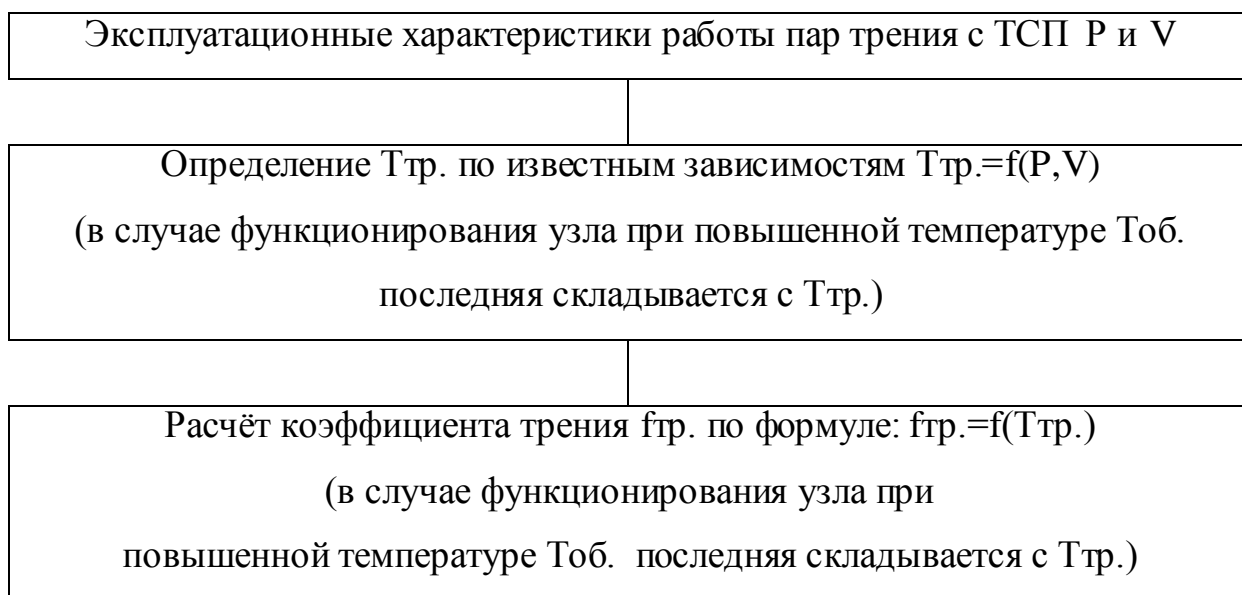 Эксплуатационные характеристики работы пар трения с ТСП P и V
Определение Ттр. по известным зависимостям Ттр.=f(P,V)
(в случае функционирования узла при повышенной температуре Тоб.
последняя складывается с Ттр.)
Расчёт коэффициента трения fтр. по формуле: fтр.=f(Ттр.)
(в случае функционирования узла при
повышенной температуре Тоб. последняя складывается с Ттр.)